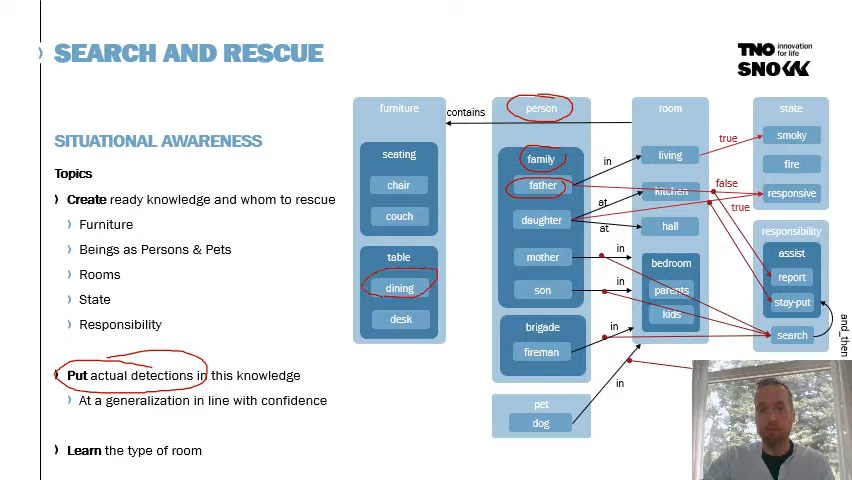 SEARCH AND RESCUE
TNO innovation
for life
SNOW
SITUATIONAL AWARENESS
Topics
Create ready knowledge and whom to rescue
Furniture
Beings as Persons & Pets
Rooms
State
Responsibility
Put actual detections in this knowledge
At a generalization in line with confidence
Learn the type of room
furniture
seating
chair
couch
table
dining
desk
contains
person
family
father
daughter
mother
son
brigade
fireman
pet
dog
in
at
at
in
in
in
in
room
living
kitchen
hall
bedroom
parents
kids
true
false
true
state
smoky
fire
responsive
responsibility
assist
report
stay-put
search
and_then